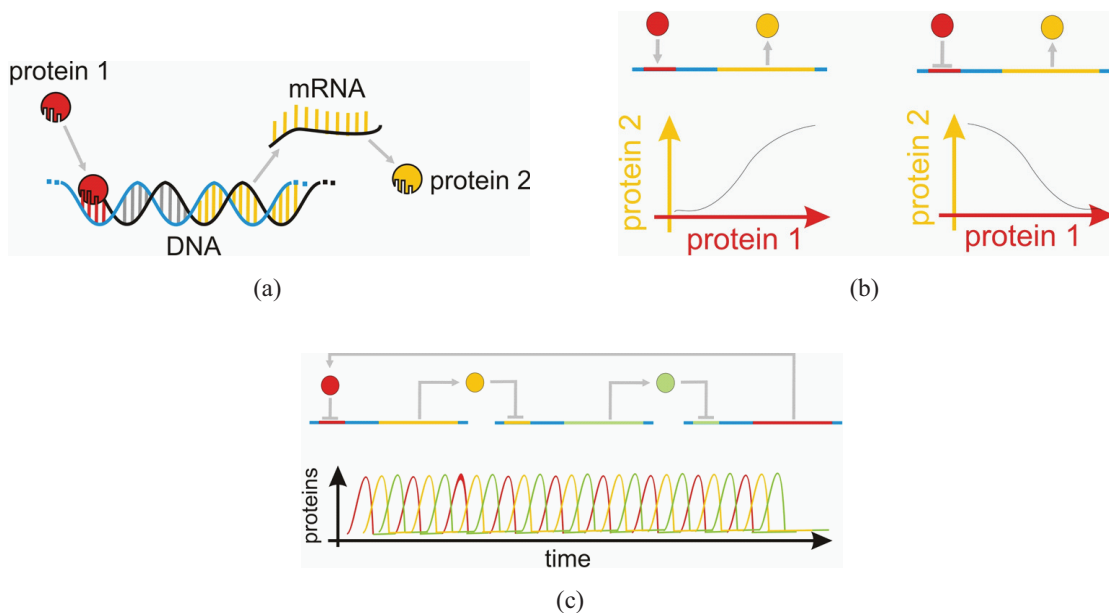 protein 1
mRNA
protein 2
DNA
(a)
protein 2
protein 1
protein 2
protein 1
(b)
proteins
time
(c)